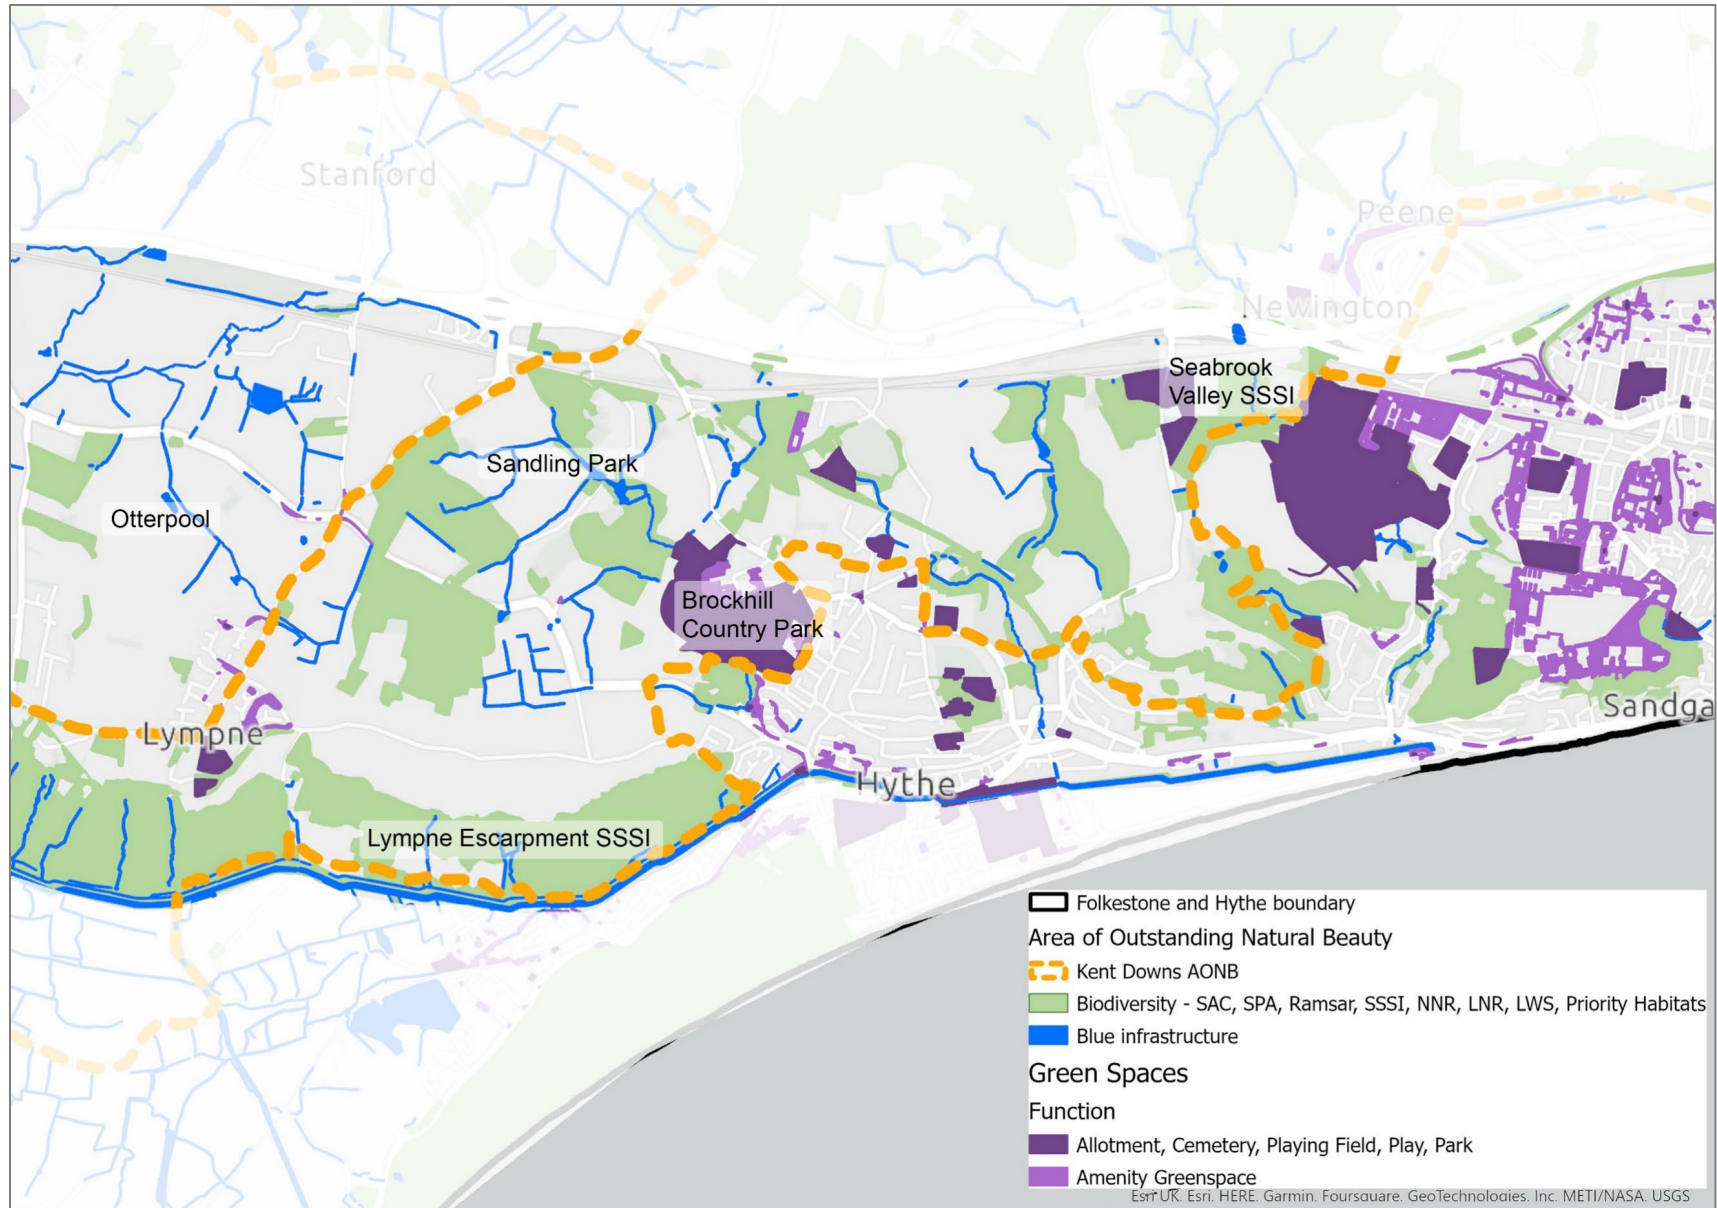 Stanford
Peene
Newington
Seabrook
Valley SSSI
Sandling Park
Otterpool
Brockhill
Country Park
Lympne
Sandga
Hythe
Lympne Escarpment SSSI
Folkestone and Hythe boundary
Area of Outstanding Natural Beauty
Kent Downs AONB
Biodiversity - SAC, SPA, Ramsar, SSSI, NNR, LNR, LWS, Priority Habitats
Blue infrastructure
Green Spaces
Function
Allotment, Cemetery, Playing Field, Play, Park
Amenity Greenspace
Esri UK, Esri, HERE, Garmin, Foursquare, GeoTechnologies, Inc, METI/NASA, USGS